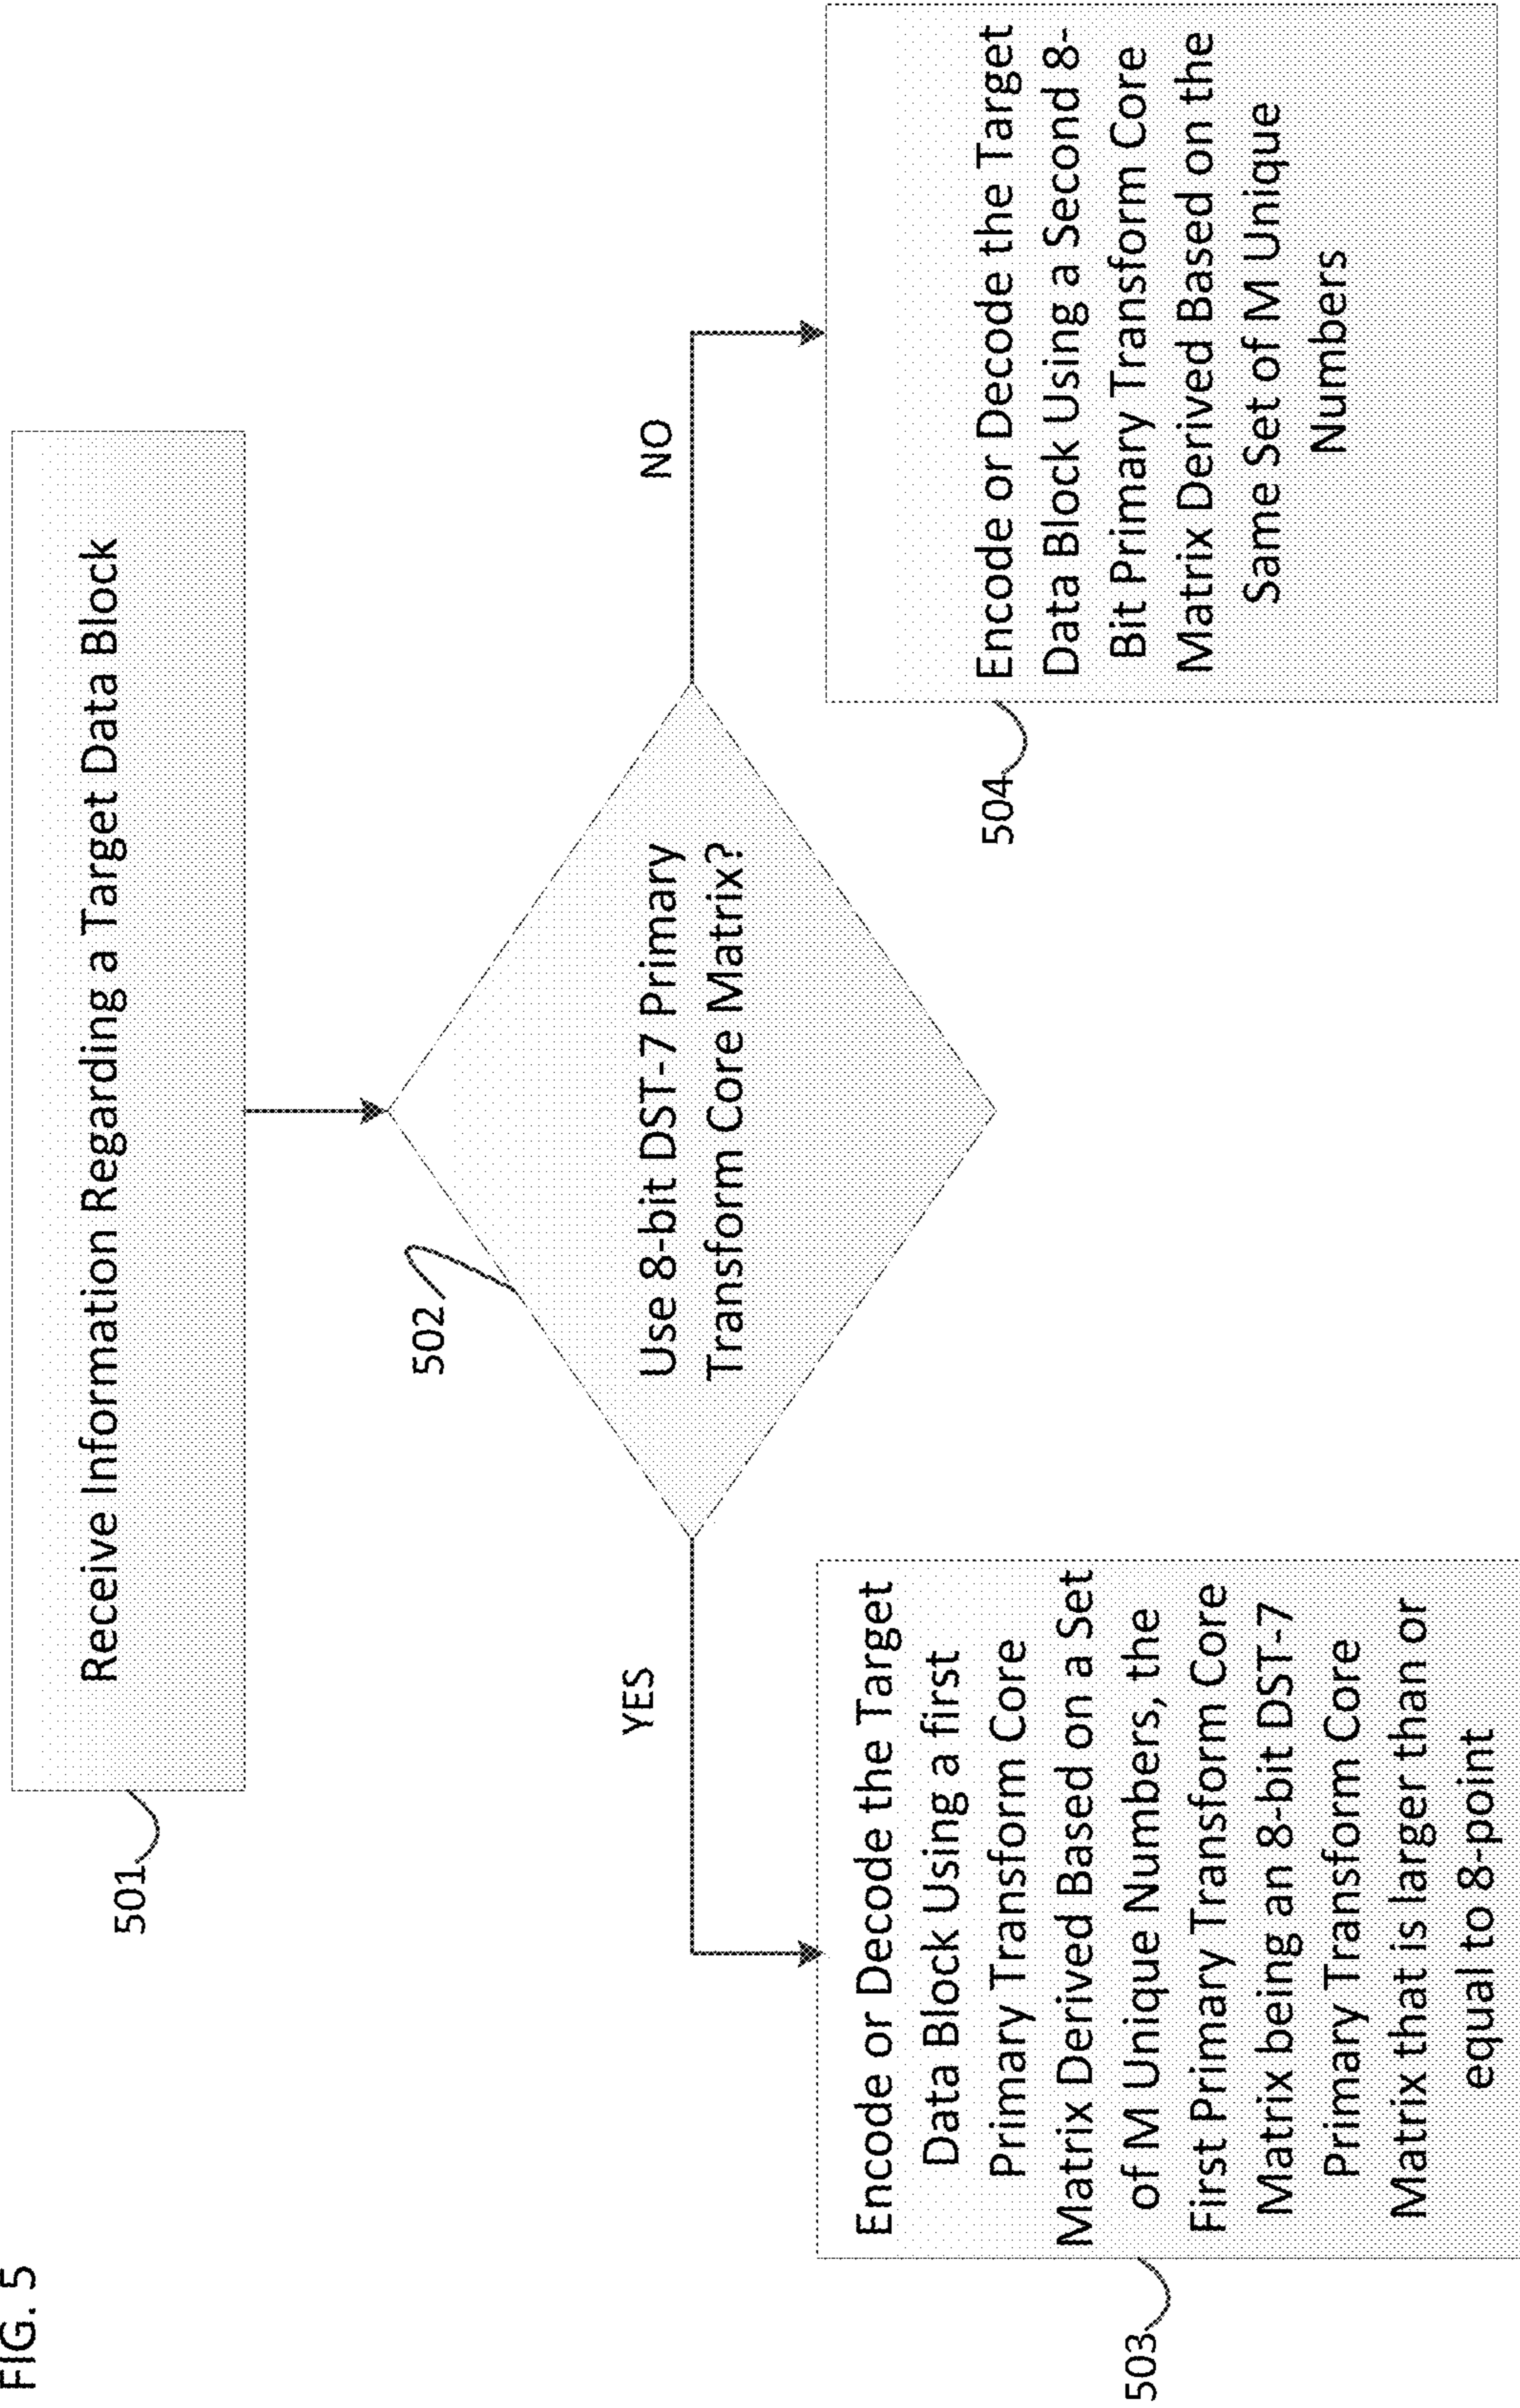 FIG. 5
501
Receive Information Regarding a Target Data Block
502
Use 8-bit DST-7 Primary
Transform Core Matrix?
YES
NO
503
Encode or Decode the Target
Data Block Using a first
Primary Transform Core
Matrix Derived Based on a Set
of M Unique Numbers, the
First Primary Transform Core
Matrix being an 8-bit DST-7
Primary Transform Core
Matrix that is larger than or
equal to 8-point
504
Encode or Decode the Target
Data Block Using a Second 8-
Bit Primary Transform Core
Matrix Derived Based on the
Same Set of M Unique
Numbers